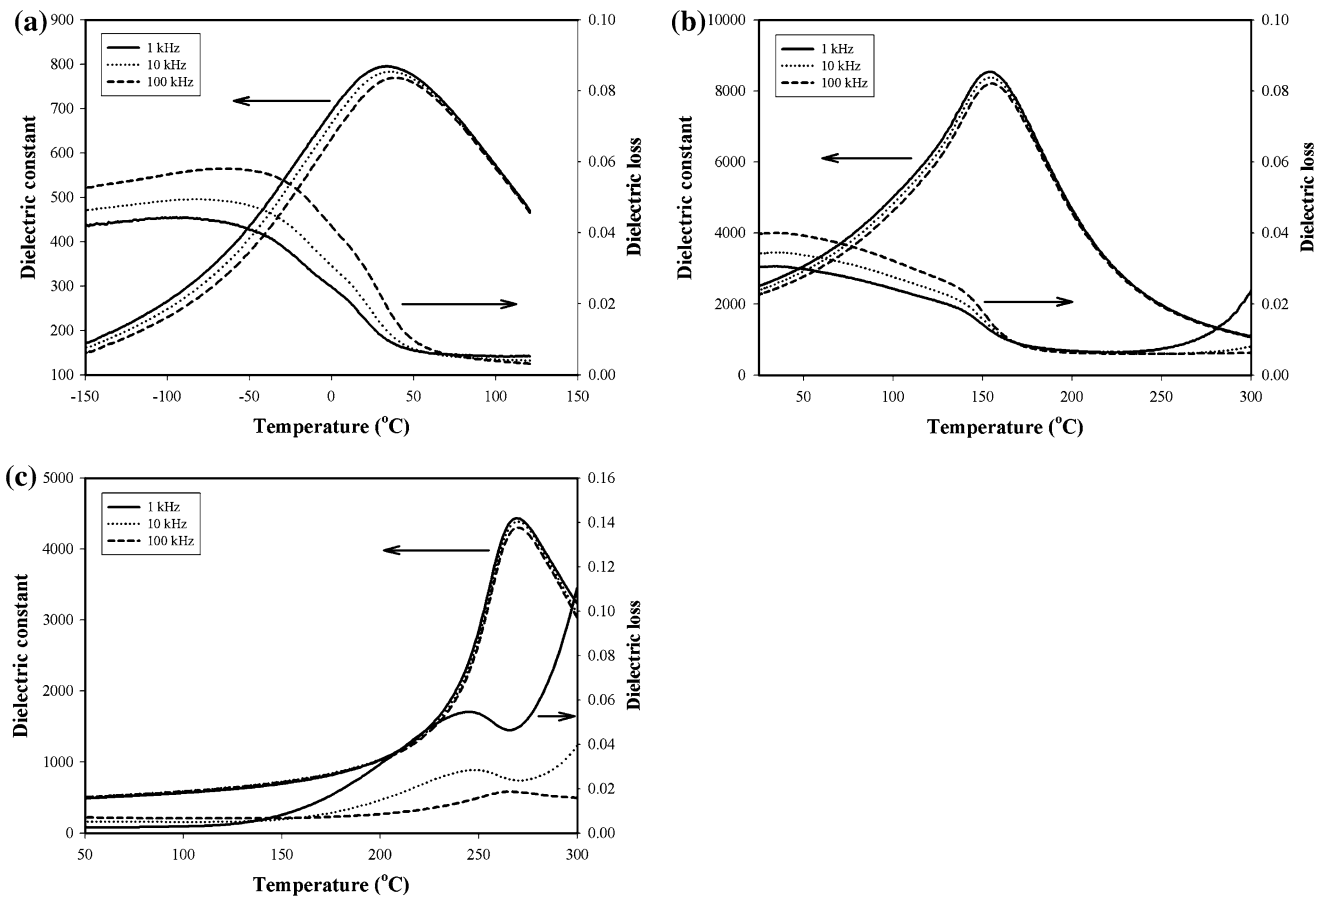 (a)
900
800
700
600
500
400
300
200
100
0.10
0.08
0.06
0.04
0.02
0.00
-150
-100
-50
0
50
100
150
1 kHz
10 kHz
100 kHz
Dielectric constant
Dielectric loss
Temperature (°C)
(b)
10000
8000
6000
4000
2000
0
0.10
0.08
0.06
0.04
0.02
0.00
50
100
150
200
250
300
1 kHz
10 kHz
100 kHz
Dielectric constant
Dielectric loss
Temperature (°C)
(c)
5000
4000
3000
2000
1000
0
0.16
0.14
0.12
0.10
0.08
0.06
0.04
0.02
0.00
50
100
150
200
250
300
1 kHz
10 kHz
100 kHz
Dielectric constant
Dielectric loss
Temperature (°C)